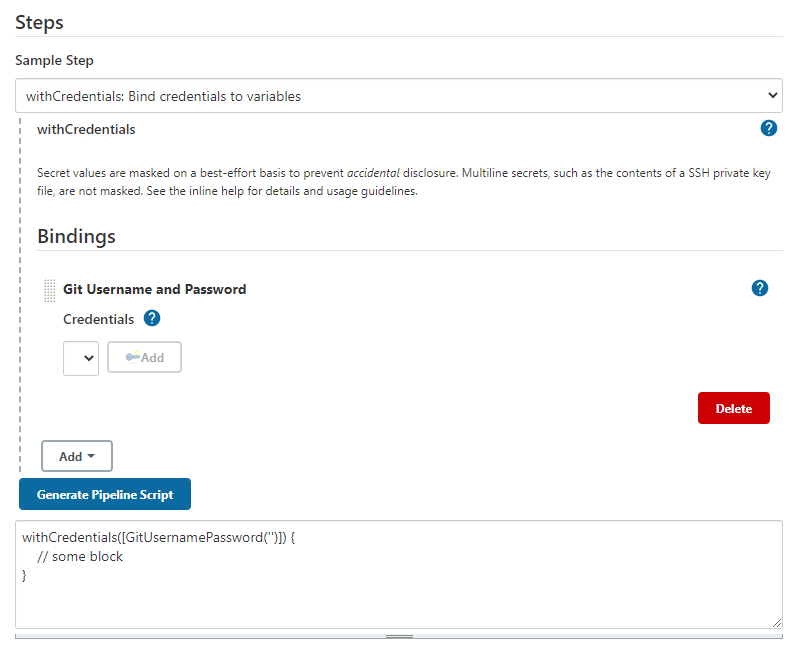 Steps
Sample Step
withCredentials: Bind credentials to variables
withCredentials
?
Secret values are masked on a best-effort basis to prevent accidental disclosure. Multiline secrets, such as the contents of a SSH private key
file, are not masked. See the inline help for details and usage guidelines.
Bindings
Git Username and Password
?
Credentials ?
Add
Delete
Add
Generate Pipeline Script
withCredentials([GitUsernamePassword('')]) {
// some block
}